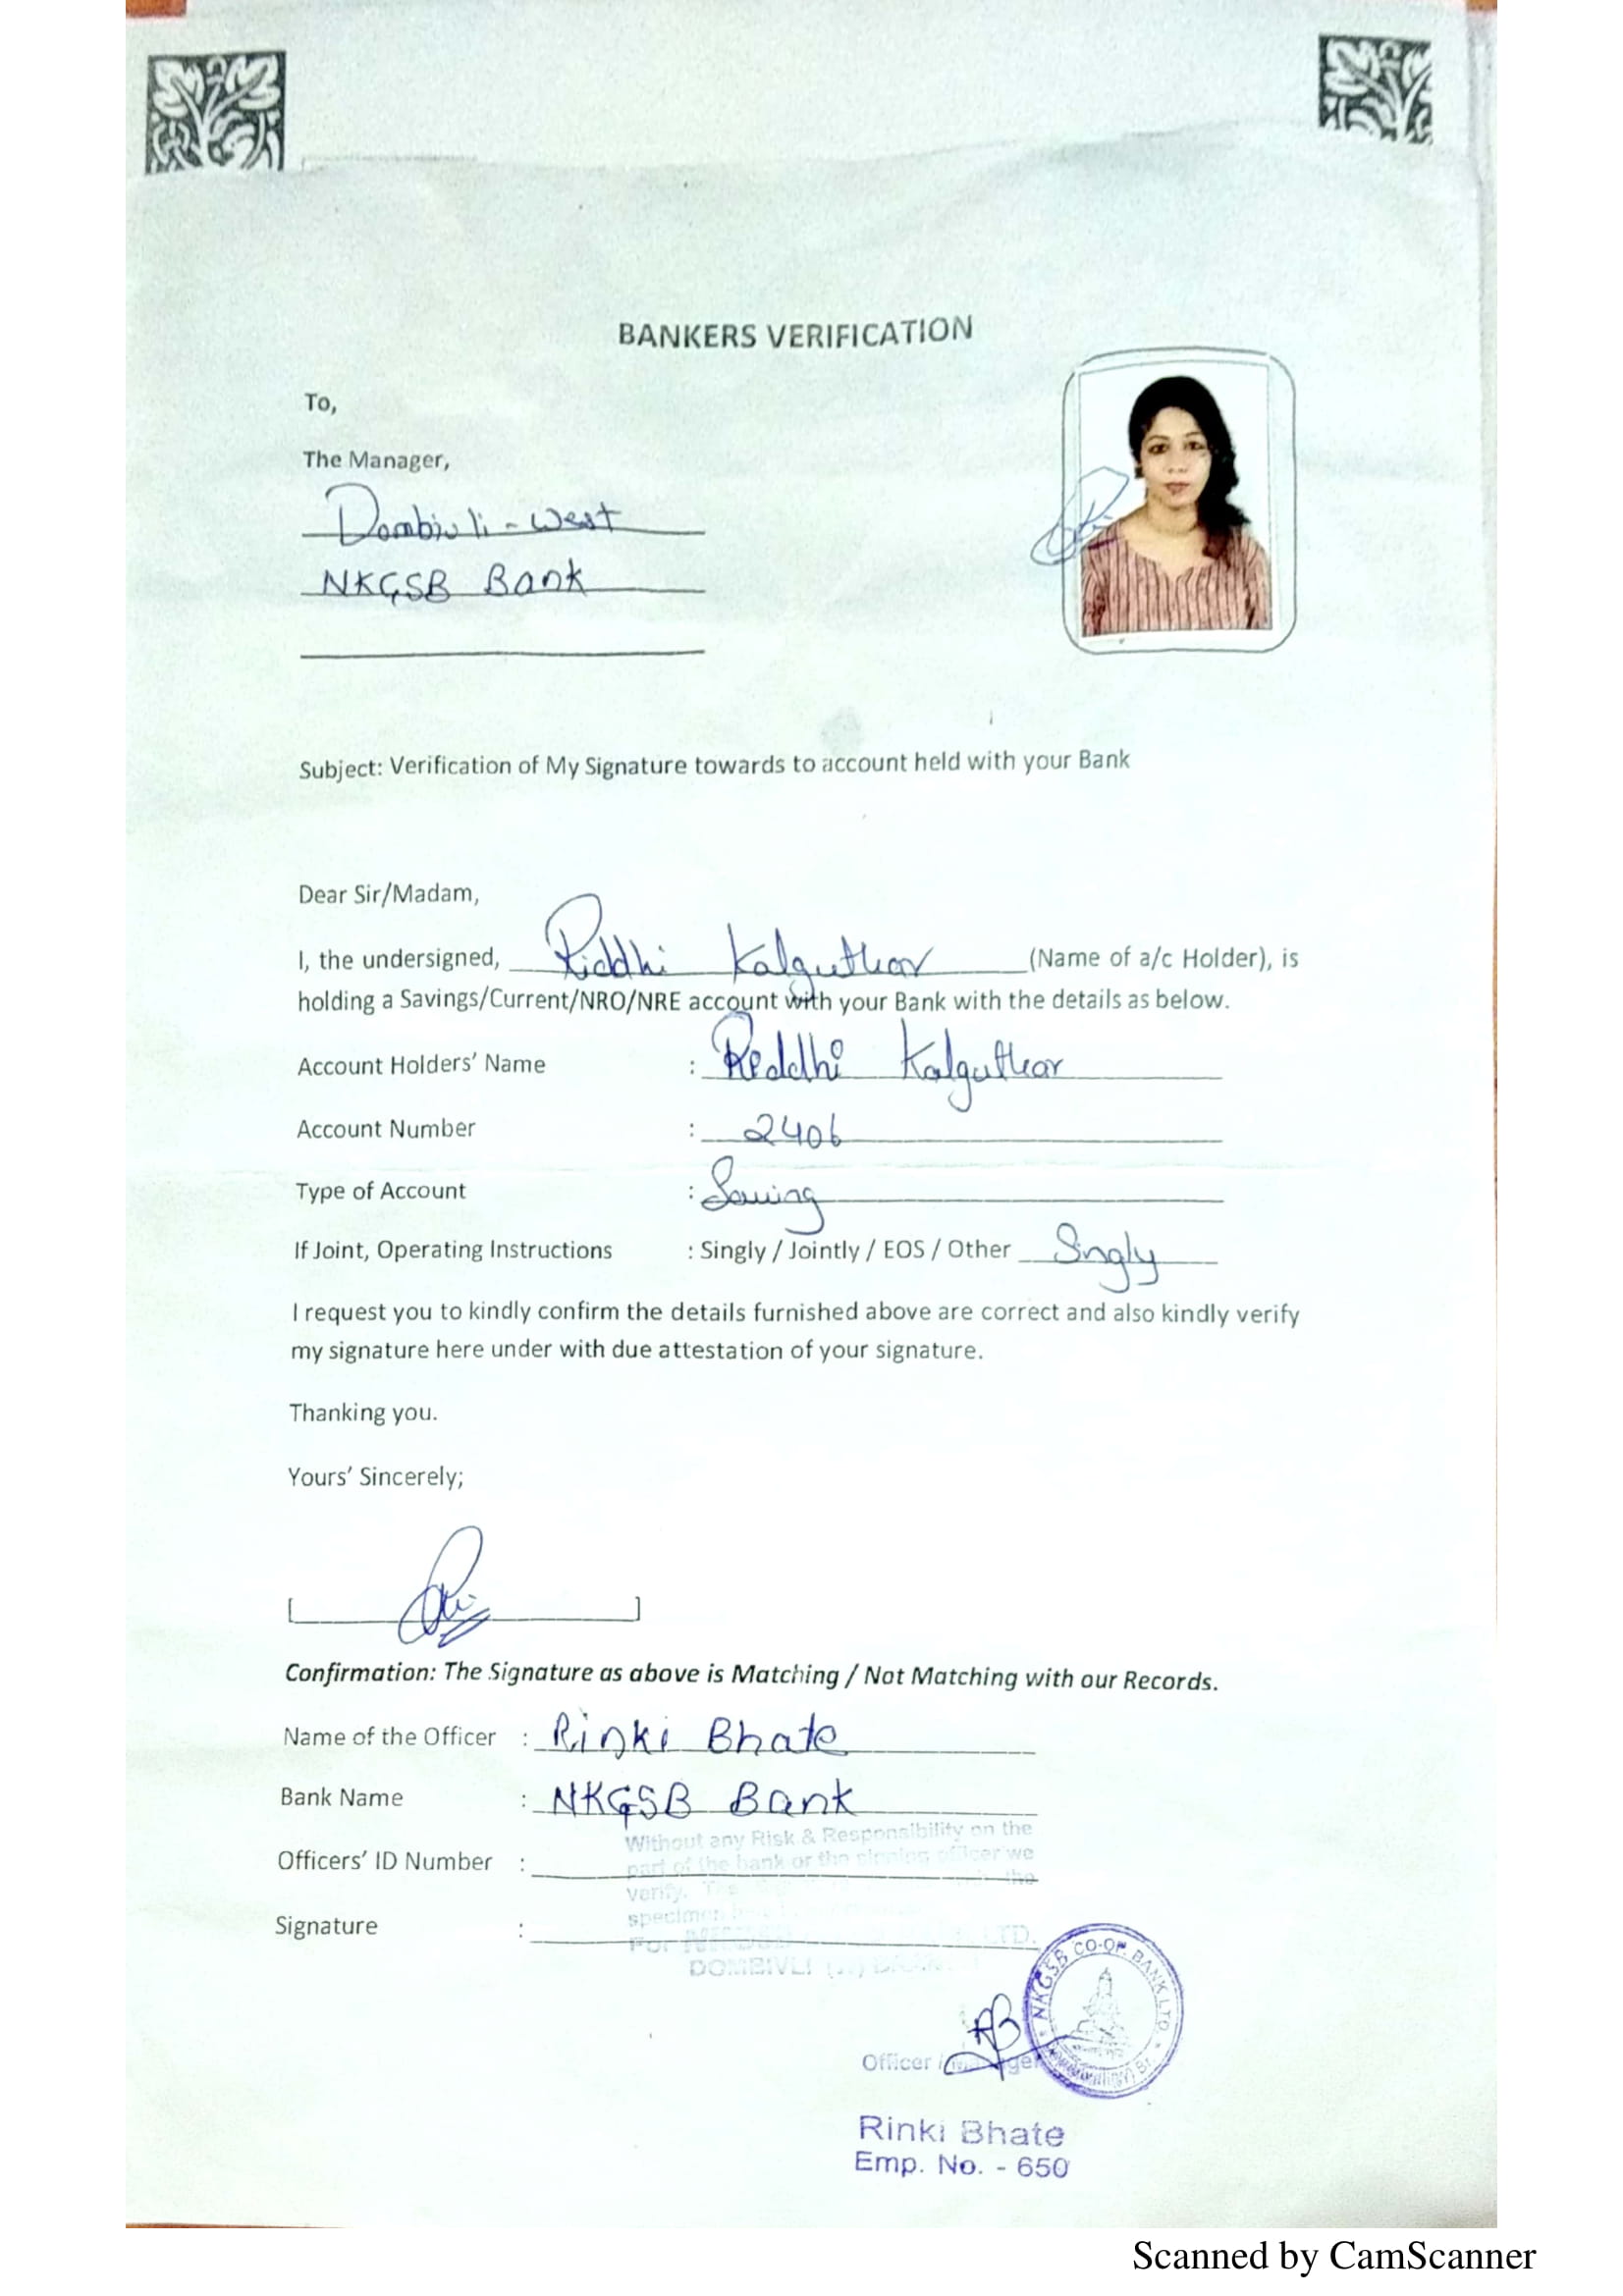 BANKERS VERIFICATION
To,
The Manager,
Dombivli - West
NKGSB Bank
Subject: Verification of My Signature towards to account held with your Bank
Dear Sir/Madam,
I, the undersigned, Riddhi Kalguthar (Name of a/c Holder), is
holding a Savings/Current/NRO/NRE account with your Bank with the details as below.
Account Holders' Name : Riddhi Kalguthar
Account Number : 2406
Type of Account : Saving
If Joint, Operating Instructions : Singly / Jointly / EOS / Other Singly
I request you to kindly confirm the details furnished above are correct and also kindly verify
my signature here under with due attestation of your signature.
Thanking you.
Yours' Sincerely;
Confirmation: The Signature as above is Matching / Not Matching with our Records.
Name of the Officer : Rinki Bhate
Bank Name : NKGSB Bank
Without any Risk & Responsibility on the
Officers' ID Number :
part of the bank or the signing officer we
verify. The
specimen
Signature :
For LTD.
DOMBIVLI
NKGSB CO-OP. BANK LTD. Br.
Officer
Rinki Bhate
Emp. No. - 650
Scanned by CamScanner